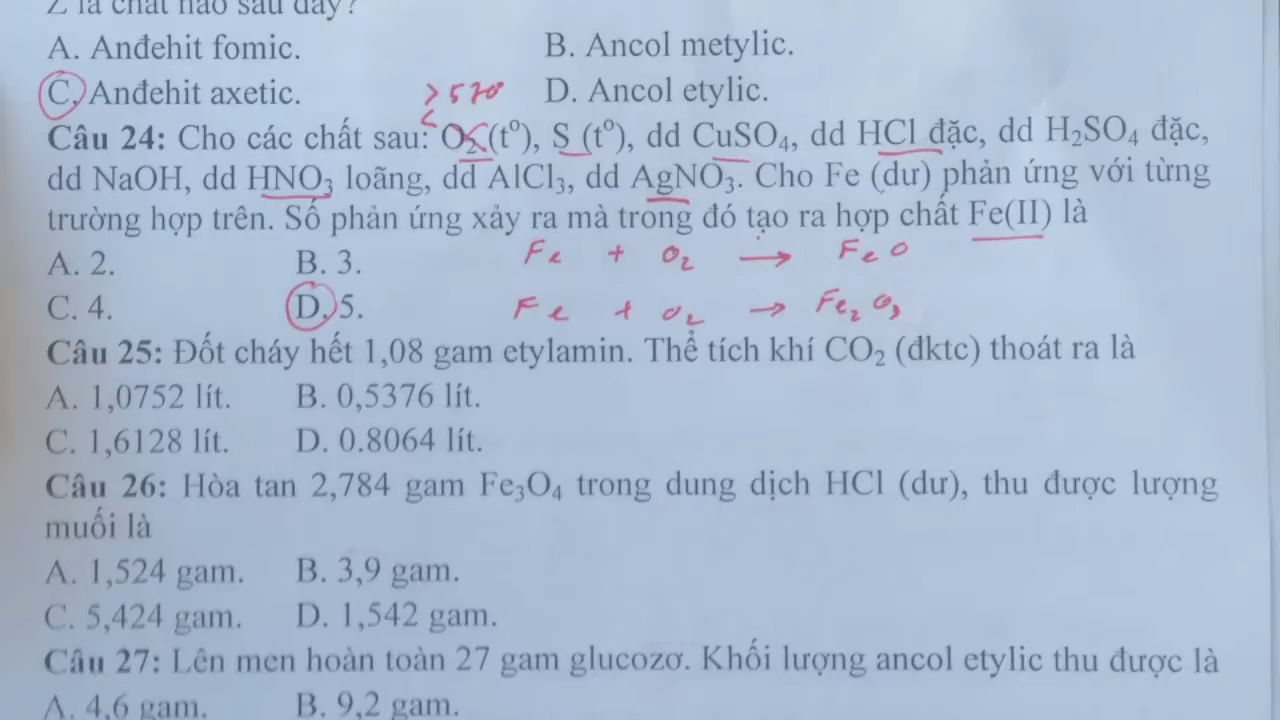 Z là chất nào sau đây?
A. Anđehit fomic. B. Ancol metylic.
C. Anđehit axetic. D. Ancol etylic.
> 570
<
Câu 24: Cho các chất sau: O₂ (tº), S (tº), dd CuSO₄, dd HCl đặc, dd H₂SO₄ đặc,
dd NaOH, dd HNO₃ loãng, dd AlCl₃, dd AgNO₃. Cho Fe (dư) phản ứng với từng
trường hợp trên. Số phản ứng xảy ra mà trong đó tạo ra hợp chất Fe(II) là
A. 2. B. 3. Fe + O₂ → FeO
C. 4. D. 5. Fe + O₂ → Fe₂O₃
Câu 25: Đốt cháy hết 1,08 gam etylamin. Thể tích khí CO₂ (đktc) thoát ra là
A. 1,0752 lít. B. 0,5376 lít.
C. 1,6128 lít. D. 0.8064 lít.
Câu 26: Hòa tan 2,784 gam Fe₃O₄ trong dung dịch HCl (dư), thu được lượng
muối là
A. 1,524 gam. B. 3,9 gam.
C. 5,424 gam. D. 1,542 gam.
Câu 27: Lên men hoàn toàn 27 gam glucozơ. Khối lượng ancol etylic thu được là
A. 4,6 gam. B. 9,2 gam.